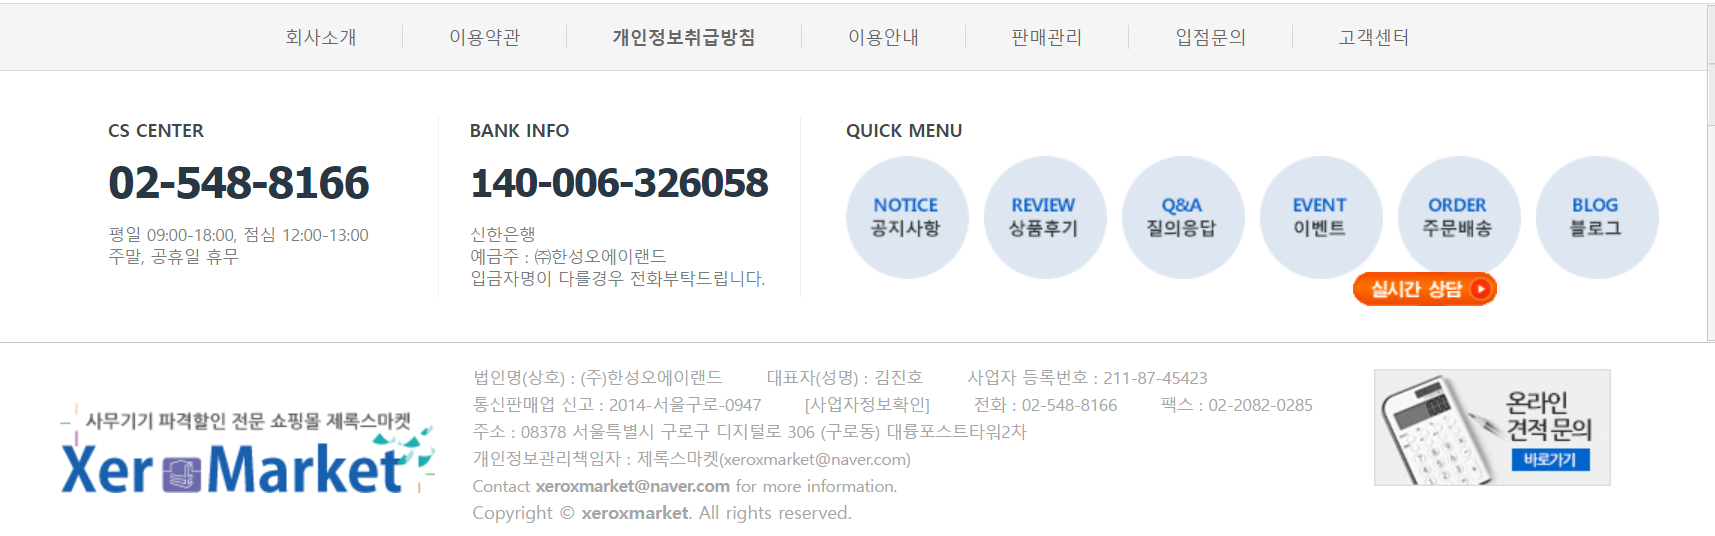 회사소개 이용약관 개인정보취급방침 이용안내 판매관리 입점문의 고객센터
CS CENTER
02-548-8166
평일 09:00-18:00, 점심 12:00-13:00
주말, 공휴일 휴무
BANK INFO
140-006-326058
신한은행
예금주 : ㈜한성오에이랜드
입금자명이 다를경우 전화부탁드립니다.
QUICK MENU
NOTICE
공지사항
REVIEW
상품후기
Q&A
질의응답
EVENT
이벤트
ORDER
주문배송
BLOG
블로그
실시간 상담
사무기기 파격할인 전문 쇼핑몰 제록스마켓
Xer Market
법인명(상호) : (주)한성오에이랜드 대표자(성명) : 김진호 사업자 등록번호 : 211-87-45423
통신판매업 신고 : 2014-서울구로-0947 [사업자정보확인] 전화 : 02-548-8166 팩스 : 02-2082-0285
주소 : 08378 서울특별시 구로구 디지털로 306 (구로동) 대륭포스트타워2차
개인정보관리책임자 : 제록스마켓(xeroxmarket@naver.com)
Contact xeroxmarket@naver.com for more information.
Copyright © xeroxmarket. All rights reserved.
온라인
견적문의
바로가기